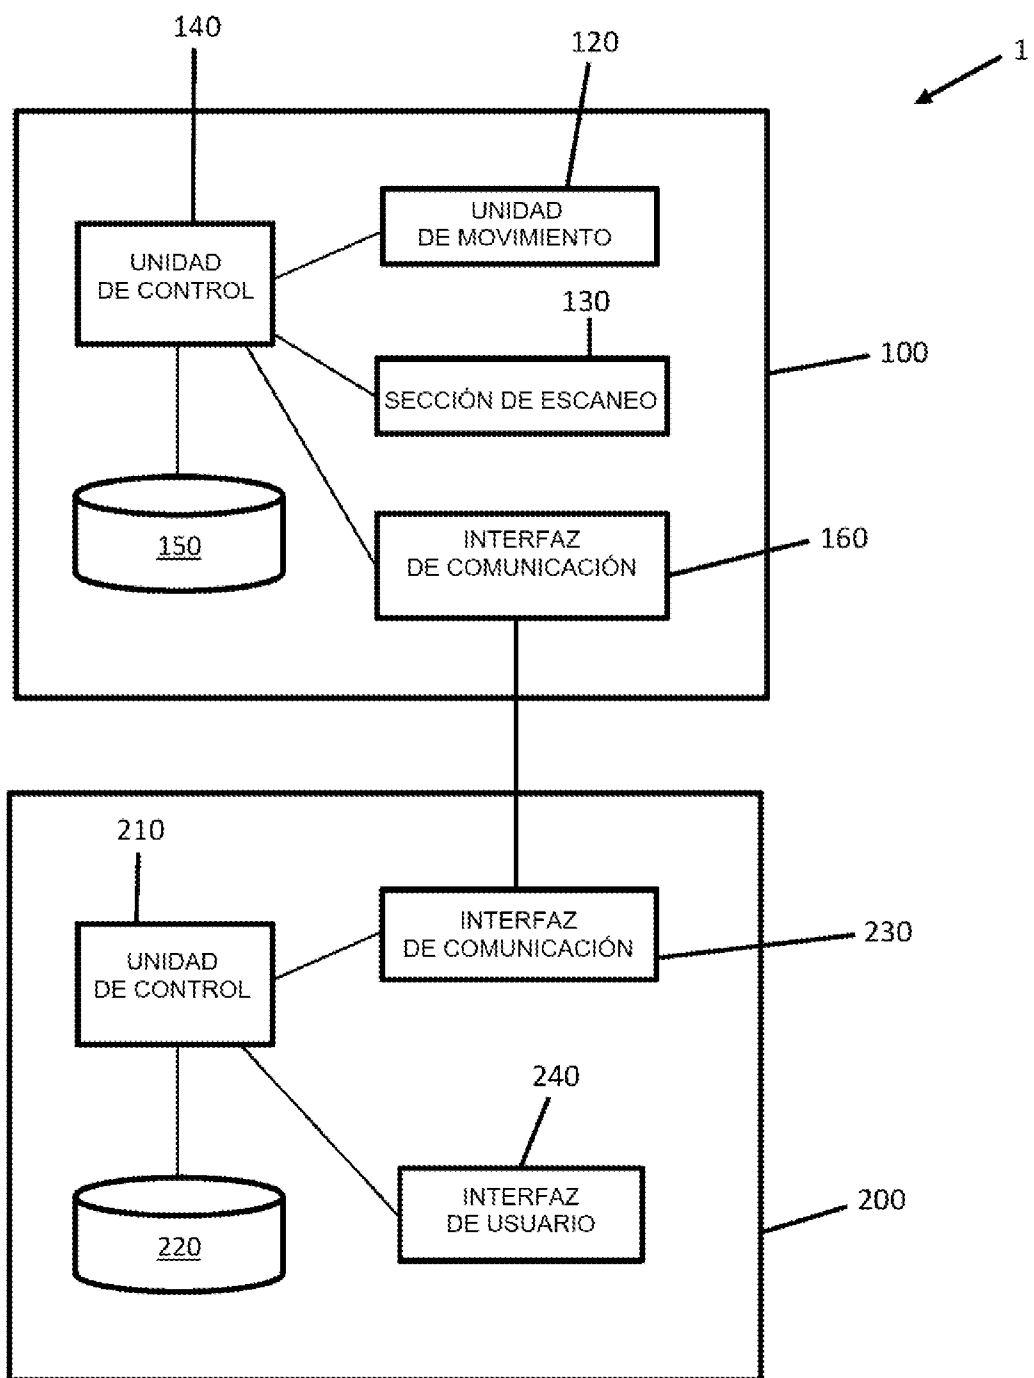 140
120
1
UNIDAD
DE MOVIMIENTO
UNIDAD
DE CONTROL
130
100
SECCIÓN DE ESCANEO
150
INTERFAZ
DE COMUNICACIÓN
160
210
INTERFAZ
DE COMUNICACIÓN
230
UNIDAD
DE CONTROL
240
220
INTERFAZ
DE USUARIO
200